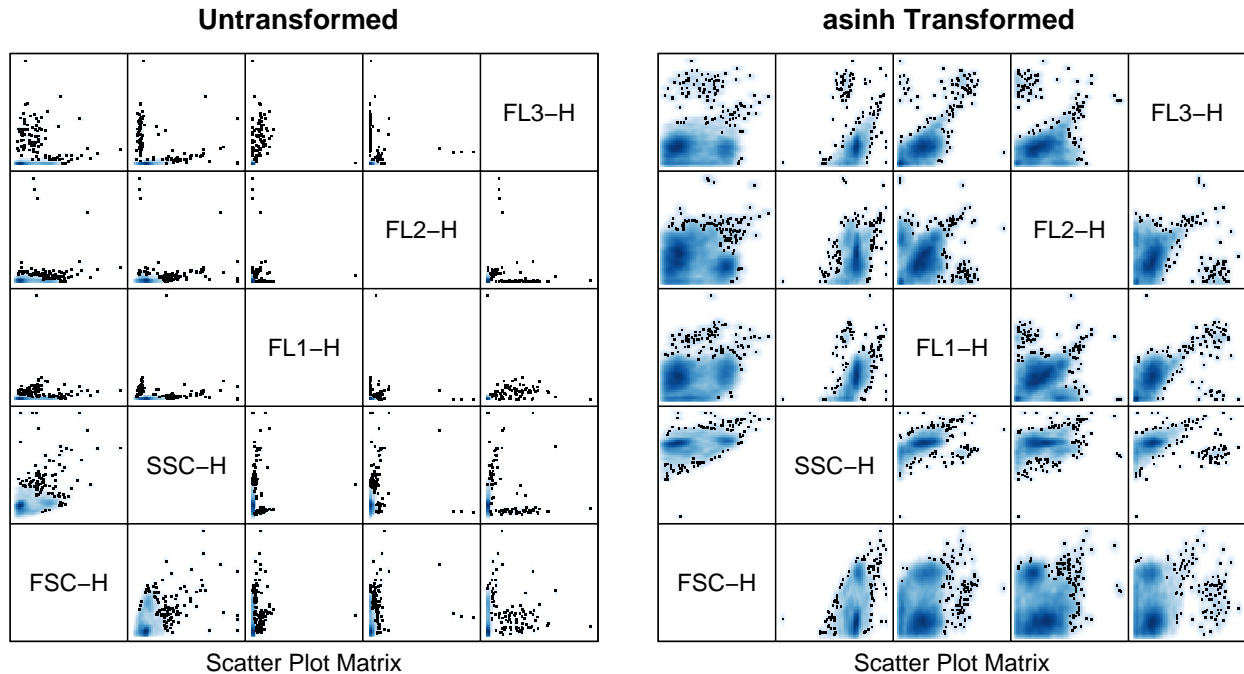 Untransformed
asinh Transformed
FL3−H
FL2−H
FL1−H
SSC−H
FSC−H
Scatter Plot Matrix
FL3−H
FL2−H
FL1−H
SSC−H
FSC−H
Scatter Plot Matrix